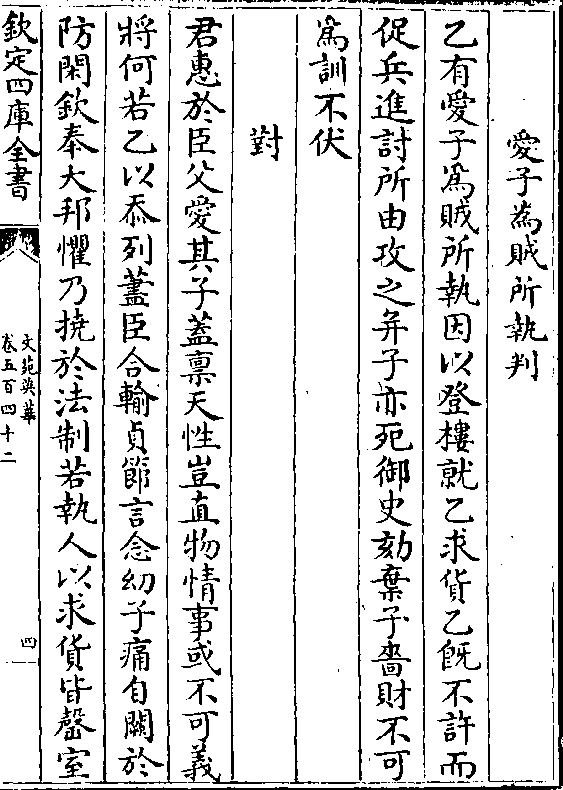 愛子為賊所執判
乙有愛子為賊所執因以登樓就乙求貨乙既不許而
促兵進討所由攻之并子亦死御史劾棄子嗇財不可
為訓不伏
對
君惠於臣父愛其子蓋禀天性豈直物情事或不可義
將何若乙以忝列藎臣合輸貞節言念幼子痛自關於
防閑欽奉大邦懼乃撓於法制若執人以求貨皆罄室
欽定四庫全書
文苑英華
卷五百四十二
四